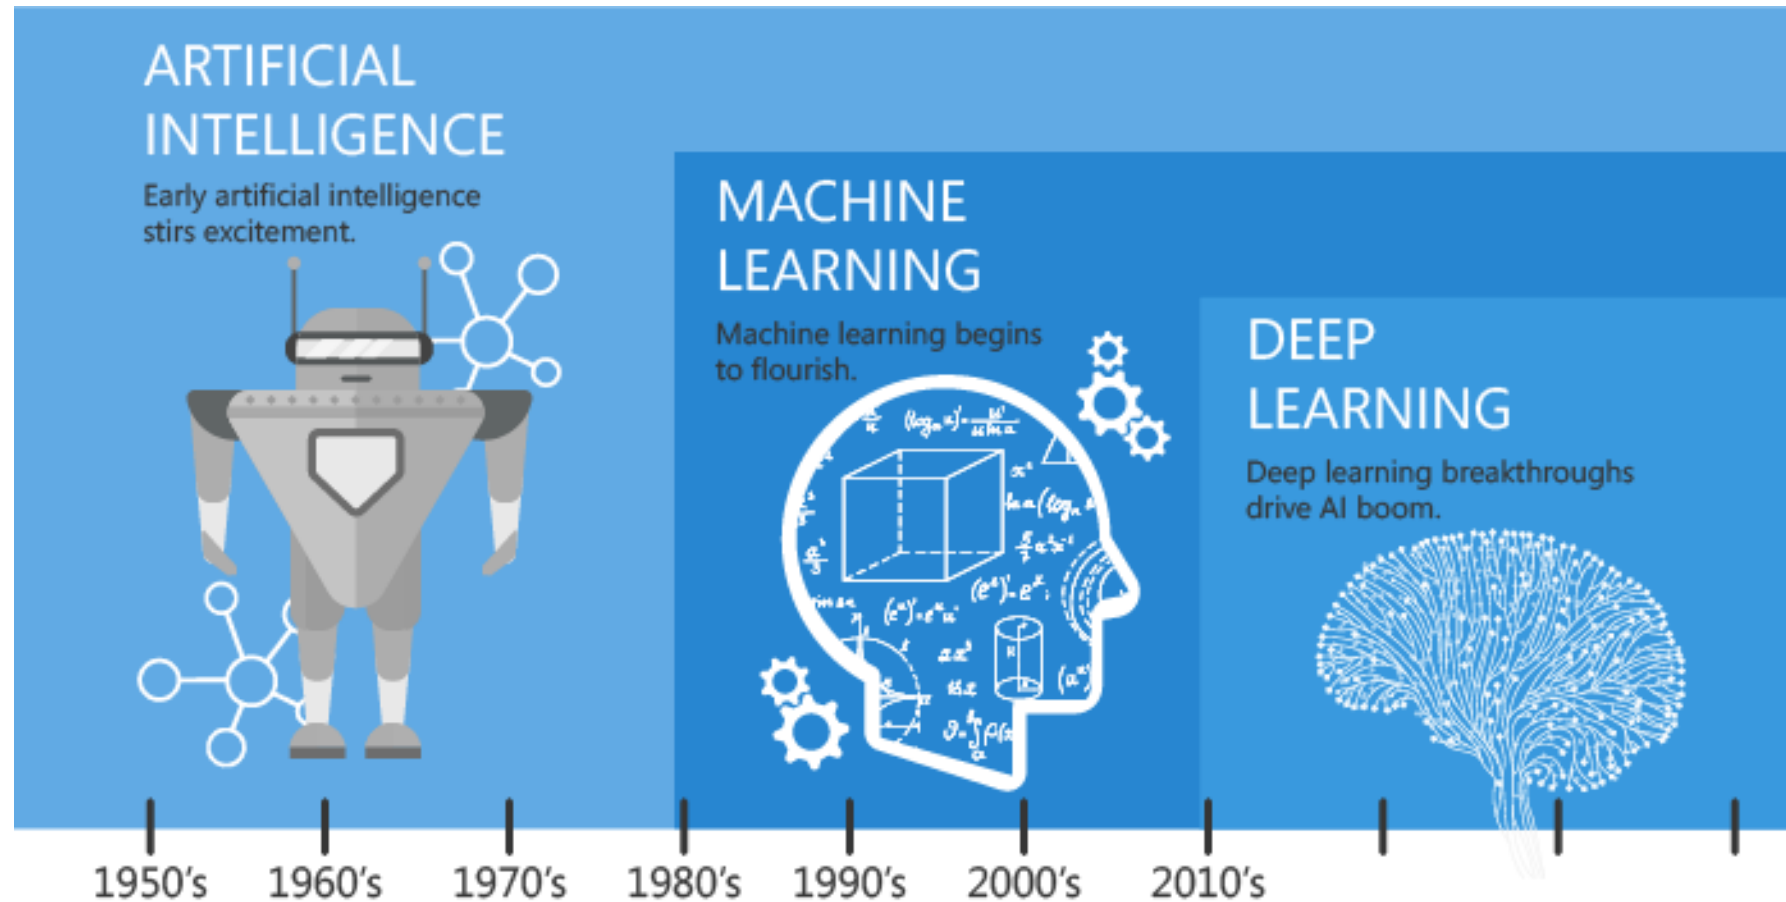 ARTIFICIAL
INTELLIGENCE
Early artificial intelligence
stirs excitement.
MACHINE
LEARNING
Machine learning begins
to flourish.
DEEP
LEARNING
Deep learning breakthroughs
drive AI boom.
1950's 1960's 1970's 1980's 1990's 2000's 2010's